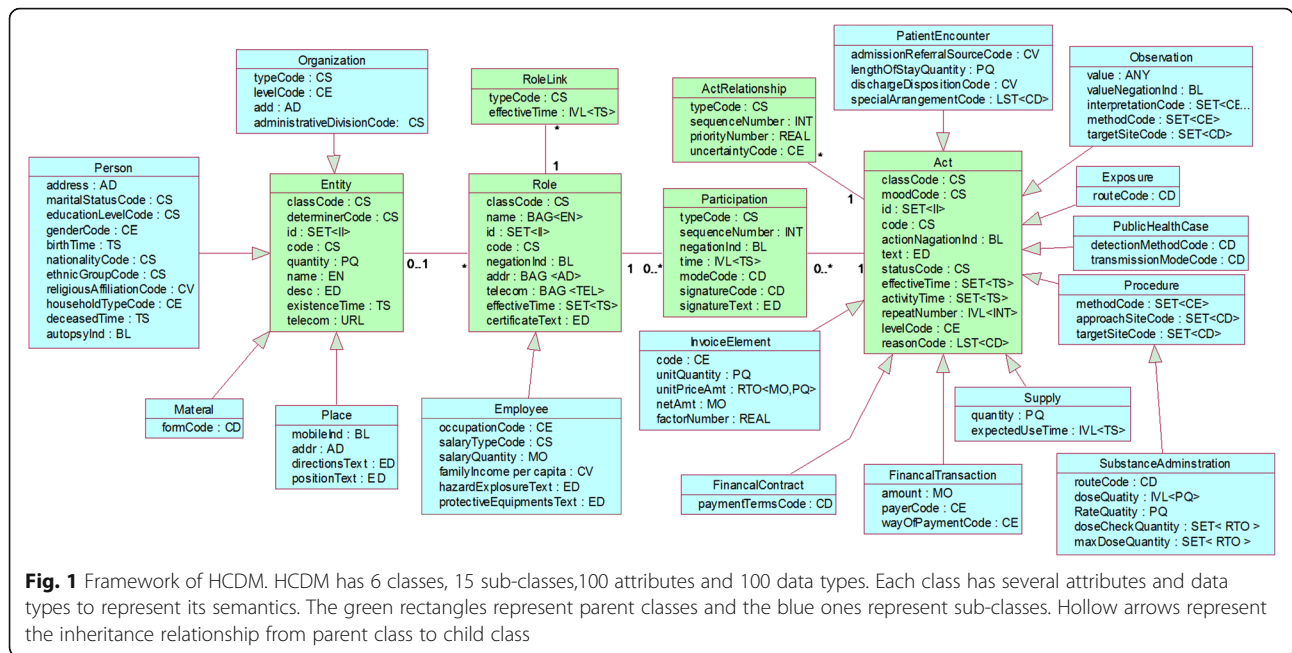 Organization
typeCode : CS
levelCode : CE
add : AD
administrativeDivisionCode: CS
RoleLink
typeCode : CS
effectiveTime : IVL<TS>
ActRelationship
typeCode : CS
sequenceNumber : INT
priorityNumber : REAL
uncertaintyCode : CE
PatientEncounter
admissionReferralSourceCode : CV
lengthOfStayQuantity : PQ
dischargeDispositionCode : CV
specialArrangementCode : LST<CD>
Observation
value : ANY
valueNegationInd : BL
interpretationCode : SET<CE...
methodCode : SET<CE>
targetSiteCode : SET<CD>
Person
address : AD
maritalStatusCode : CS
educationLevelCode : CS
genderCode : CE
birthTime : TS
nationalityCode : CS
ethnicGroupCode : CS
religiousAffiliationCode : CV
householdTypeCode : CE
deceasedTime : TS
autopsyInd : BL
Entity
classCode : CS
determinerCode : CS
id : SET<II>
code : CS
quantity : PQ
name : EN
desc : ED
existenceTime : TS
telecom : URL
0..1
*
*
1
Role
classCode : CS
name : BAG<EN>
id : SET<II>
code : CS
negationInd : BL
addr : BAG <AD>
telecom : BAG <TEL>
effectiveTime : SET<TS>
certificateText : ED
1
0..*
Participation
typeCode : CS
sequenceNumber : INT
negationInd : BL
time : IVL<TS>
modeCode : CD
signatureCode : CD
signatureText : ED
0..*
1
*
1
Act
classCode : CS
moodCode : CS
id : SET<II>
code : CS
actionNagationInd : BL
text : ED
statusCode : CS
effectiveTime : SET<TS>
activityTime : SET<TS>
repeatNumber : IVL<INT>
levelCode : CE
reasonCode : LST<CD>
Exposure
routeCode : CD
PublicHealthCase
detectionMethodCode : CD
transmissionModeCode : CD
Procedure
methodCode : SET<CE>
approachSiteCode : SET<CD>
targetSiteCode : SET<CD>
Materal
formCode : CD
Place
mobileInd : BL
addr : AD
directionsText : ED
positionText : ED
Employee
occupationCode : CE
salaryTypeCode : CS
salaryQuantity : MO
familyIncome per capita : CV
hazardExplosureText : ED
protectiveEquipmentsText : ED
InvoiceElement
code : CE
unitQuantity : PQ
unitPriceAmt : RTO<MO,PQ>
netAmt : MO
factorNumber : REAL
FinancalContract
paymentTermsCode : CD
FinancalTransaction
amount : MO
payerCode : CE
wayOfPaymentCode : CE
Supply
quantity : PQ
expectedUseTime : IVL<TS>
SubstanceAdminstration
routeCode : CD
doseQuatity : IVL<PQ>
RateQuatity : PQ
doseCheckQuantity : SET< RTO >
maxDoseQuantity : SET< RTO >
Fig. 1 Framework of HCDM. HCDM has 6 classes, 15 sub-classes,100 attributes and 100 data types. Each class has several attributes and data
types to represent its semantics. The green rectangles represent parent classes and the blue ones represent sub-classes. Hollow arrows represent
the inheritance relationship from parent class to child class